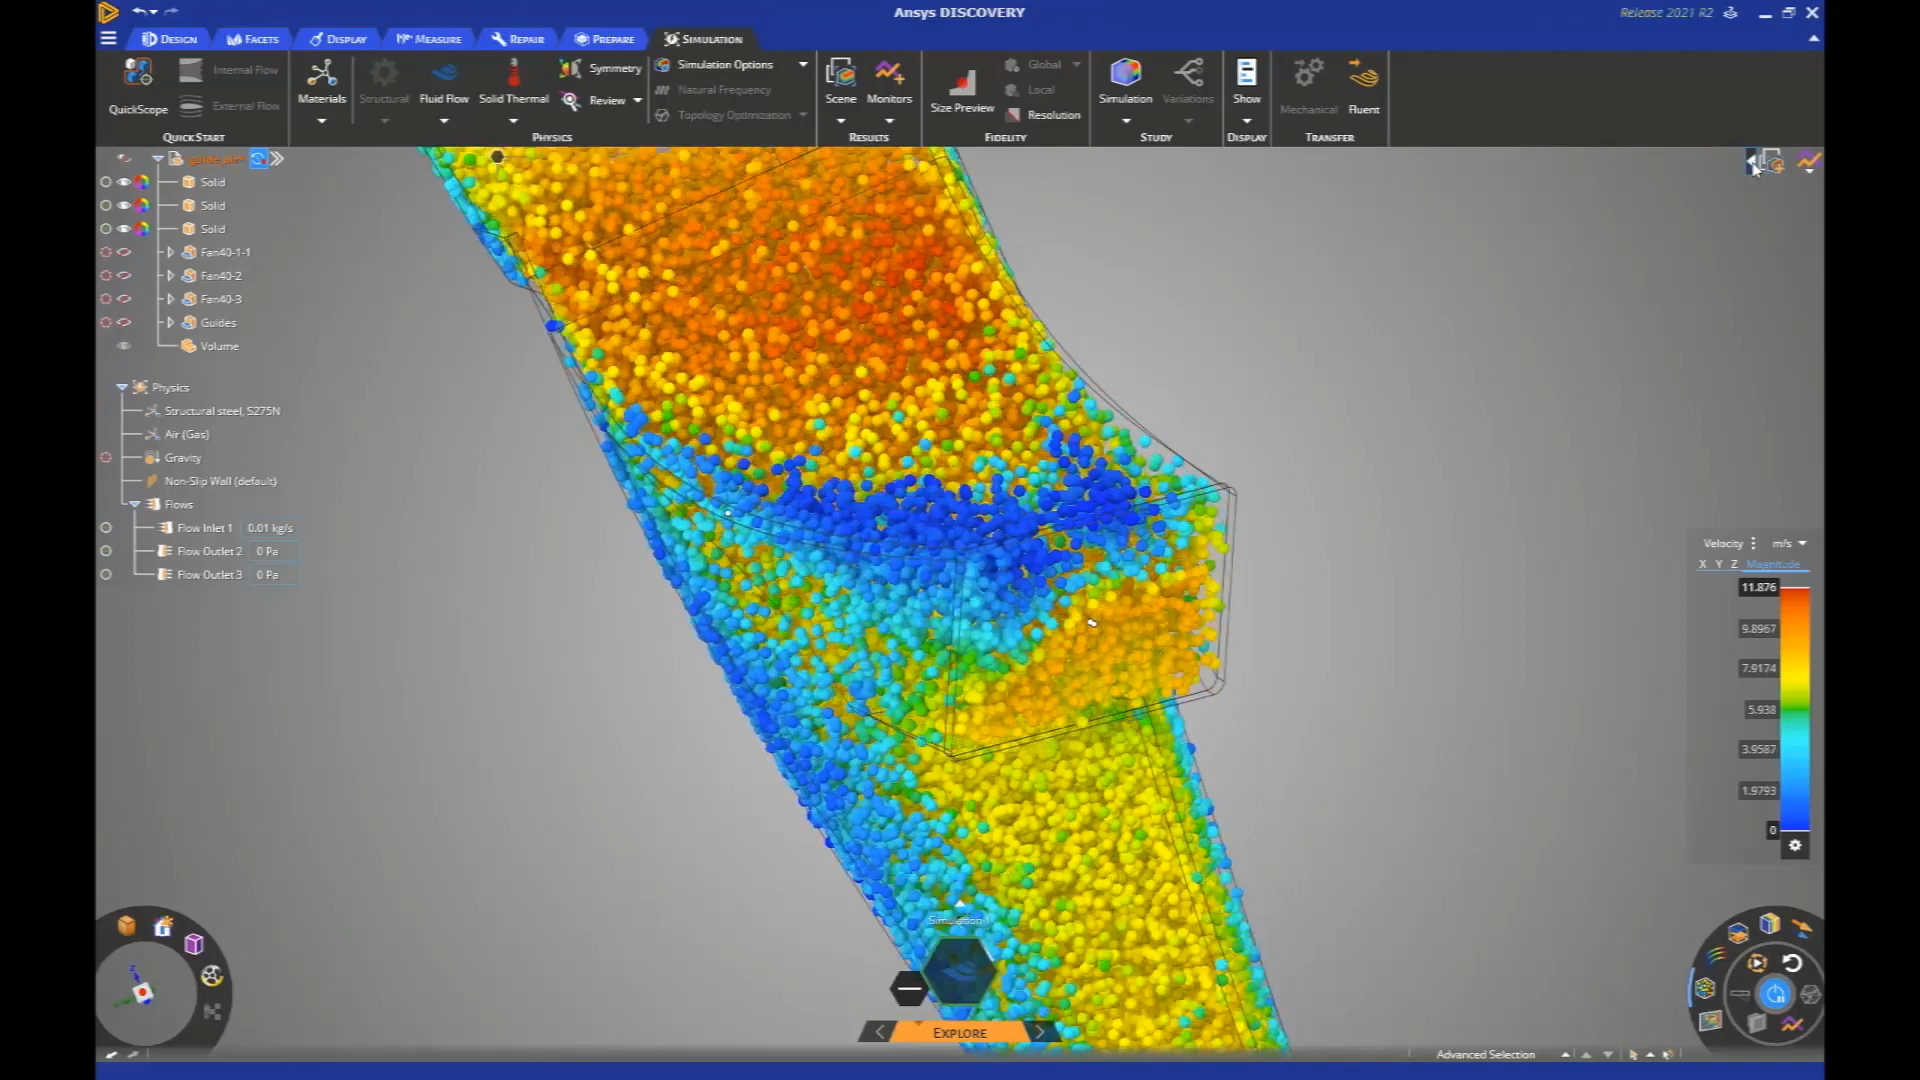 Ansys DISCOVERY
Release 2021 R2
DESIGN FACETS DISPLAY MEASURE REPAIR PREPARE SIMULATION
QuickScope
Internal Flow
External Flow
Materials
Structural
Fluid Flow
Solid Thermal
Symmetry
Review
Simulation Options
Natural Frequency
Topology Optimization
Scene
Monitors
Size Preview
Global
Local
Resolution
Simulation
Variations
Show
Mechanical
Fluent
QUICK START PHYSICS RESULTS FIDELITY STUDY DISPLAY TRANSFER
guide air*
Solid
Solid
Solid
Fan40-1-1
Fan40-2
Fan40-3
Guides
Volume
Physics
Structural steel, S275N
Air (Gas)
Gravity
Non-Slip Wall (default)
Flows
Flow Inlet 1 0.01 kg/s
Flow Outlet 2 0 Pa
Flow Outlet 3 0 Pa
Velocity m/s
X Y Z Magnitude
11.876
9.8967
7.9174
5.938
3.9587
1.9793
0
Z
EXPLORE
Advanced Selection